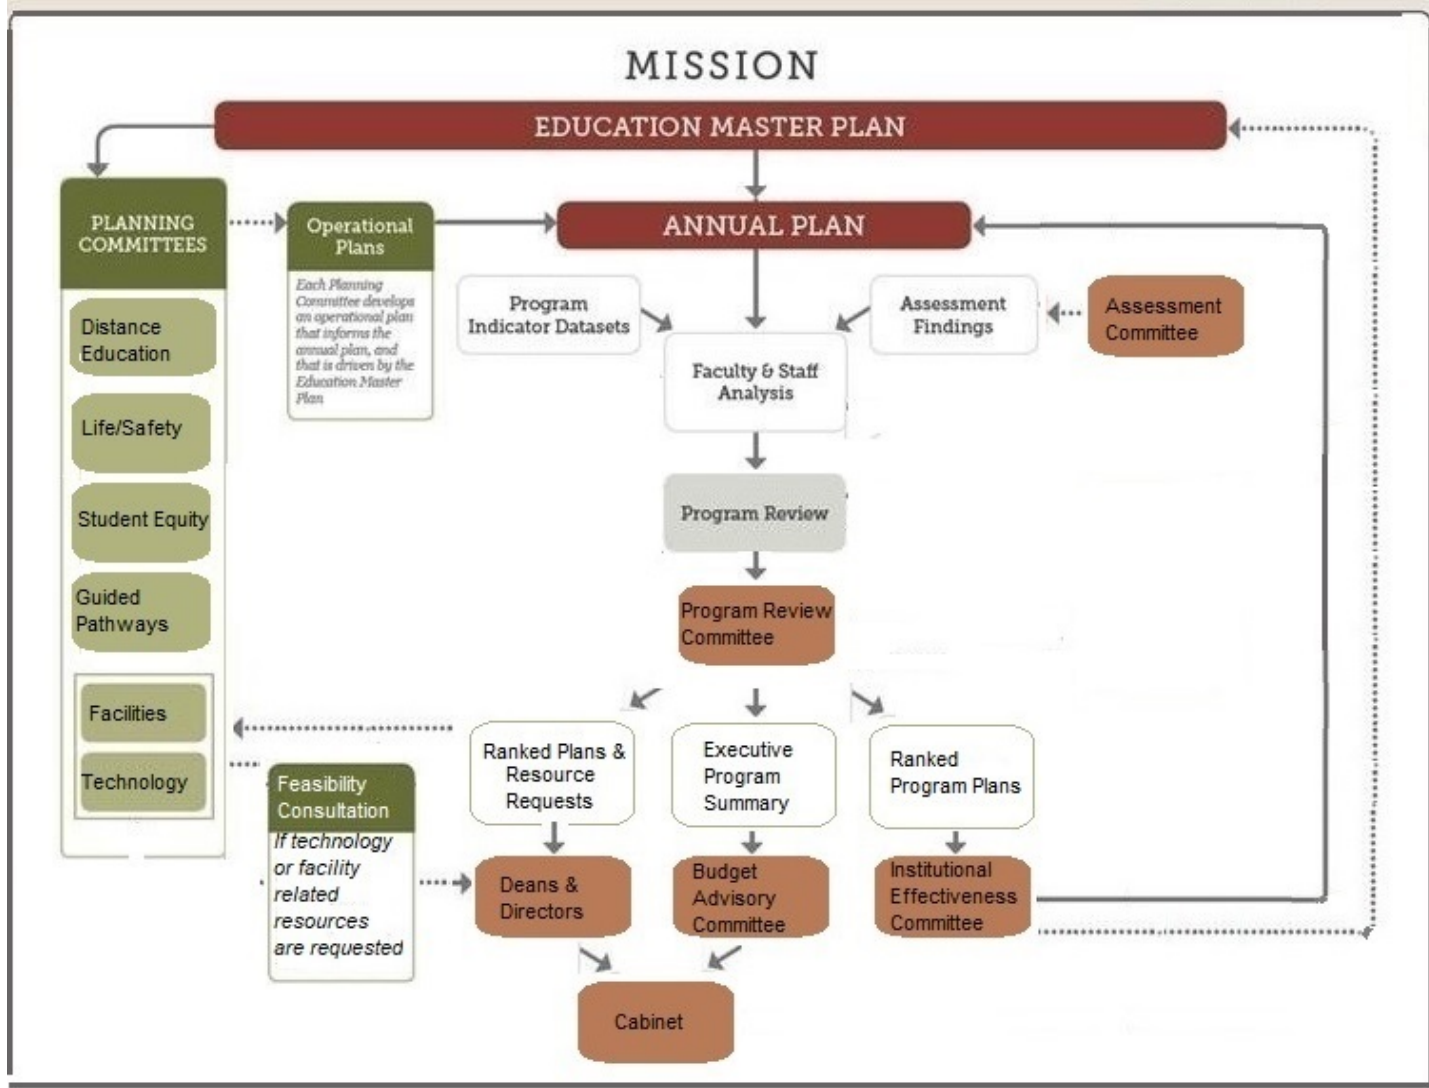 MISSION
EDUCATION MASTER PLAN
PLANNING
COMMITTEES
Operational
Plans
Each Planning
Committee develops
an operational plan
that informs the
annual plan, and
that is driven by the
Education Master
Plan
ANNUAL PLAN
Program
Indicator Datasets
Assessment
Findings
Assessment
Committee
Distance
Education
Life/Safety
Student Equity
Guided
Pathways
Facilities
Technology
Faculty & Staff
Analysis
Program Review
Program Review
Committee
Ranked Plans &
Resource
Requests
Executive
Program
Summary
Ranked
Program Plans
Feasibility
Consultation
If technology
or facility
related
resources
are requested
Deans &
Directors
Budget
Advisory
Committee
Institutional
Effectiveness
Committee
Cabinet